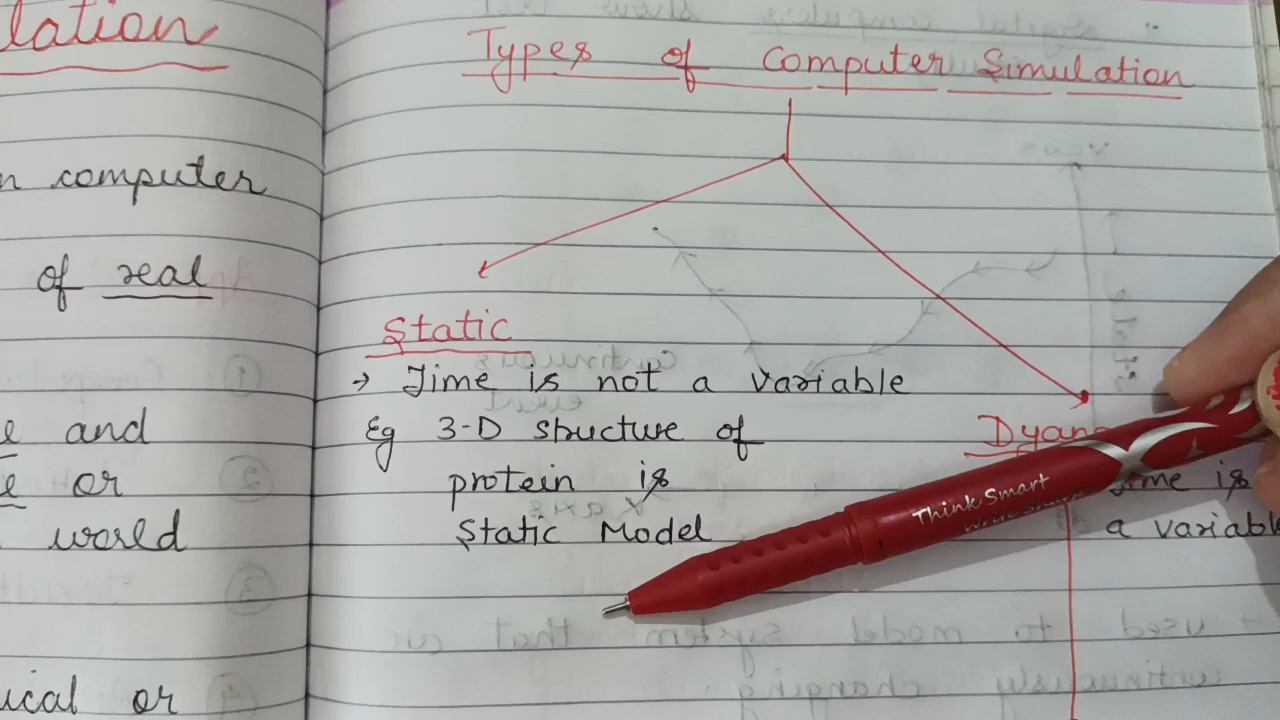 lation
computer
of real
and
or
world
or
Types of Computer Simulation
Static
→ Time is not a variable
Eg 3-D structure of
protein is
Static Model
Time is
a variable
Think Smart